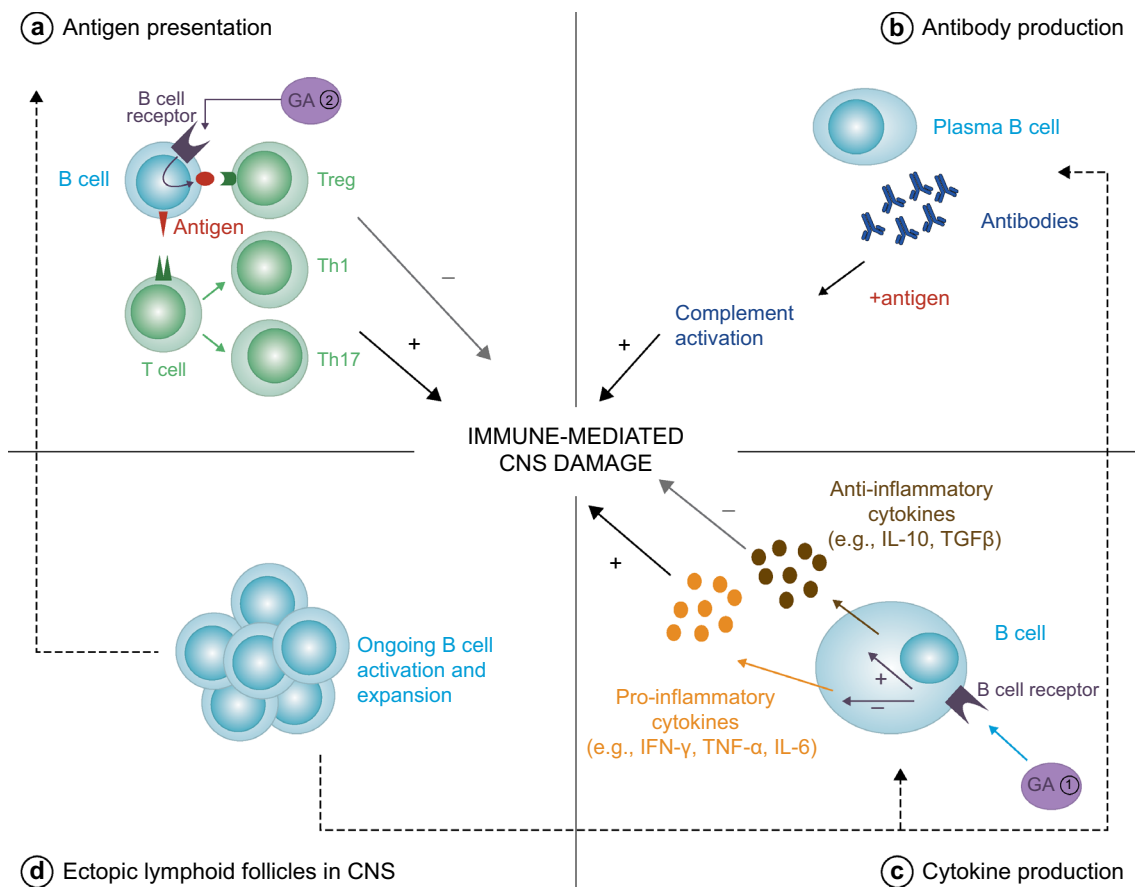 a Antigen presentation
B cell
receptor
GA 2
B cell
Treg
Antigen
Th1
T cell
Th17
–
+
b Antibody production
Plasma B cell
Antibodies
+antigen
Complement
activation
+
IMMUNE-MEDIATED
CNS DAMAGE
Ongoing B cell
activation and
expansion
d Ectopic lymphoid follicles in CNS
Anti-inflammatory
cytokines
(e.g., IL-10, TGFβ)
–
+
B cell
+
–
B cell receptor
Pro-inflammatory
cytokines
(e.g., IFN-γ, TNF-α, IL-6)
GA 1
c Cytokine production